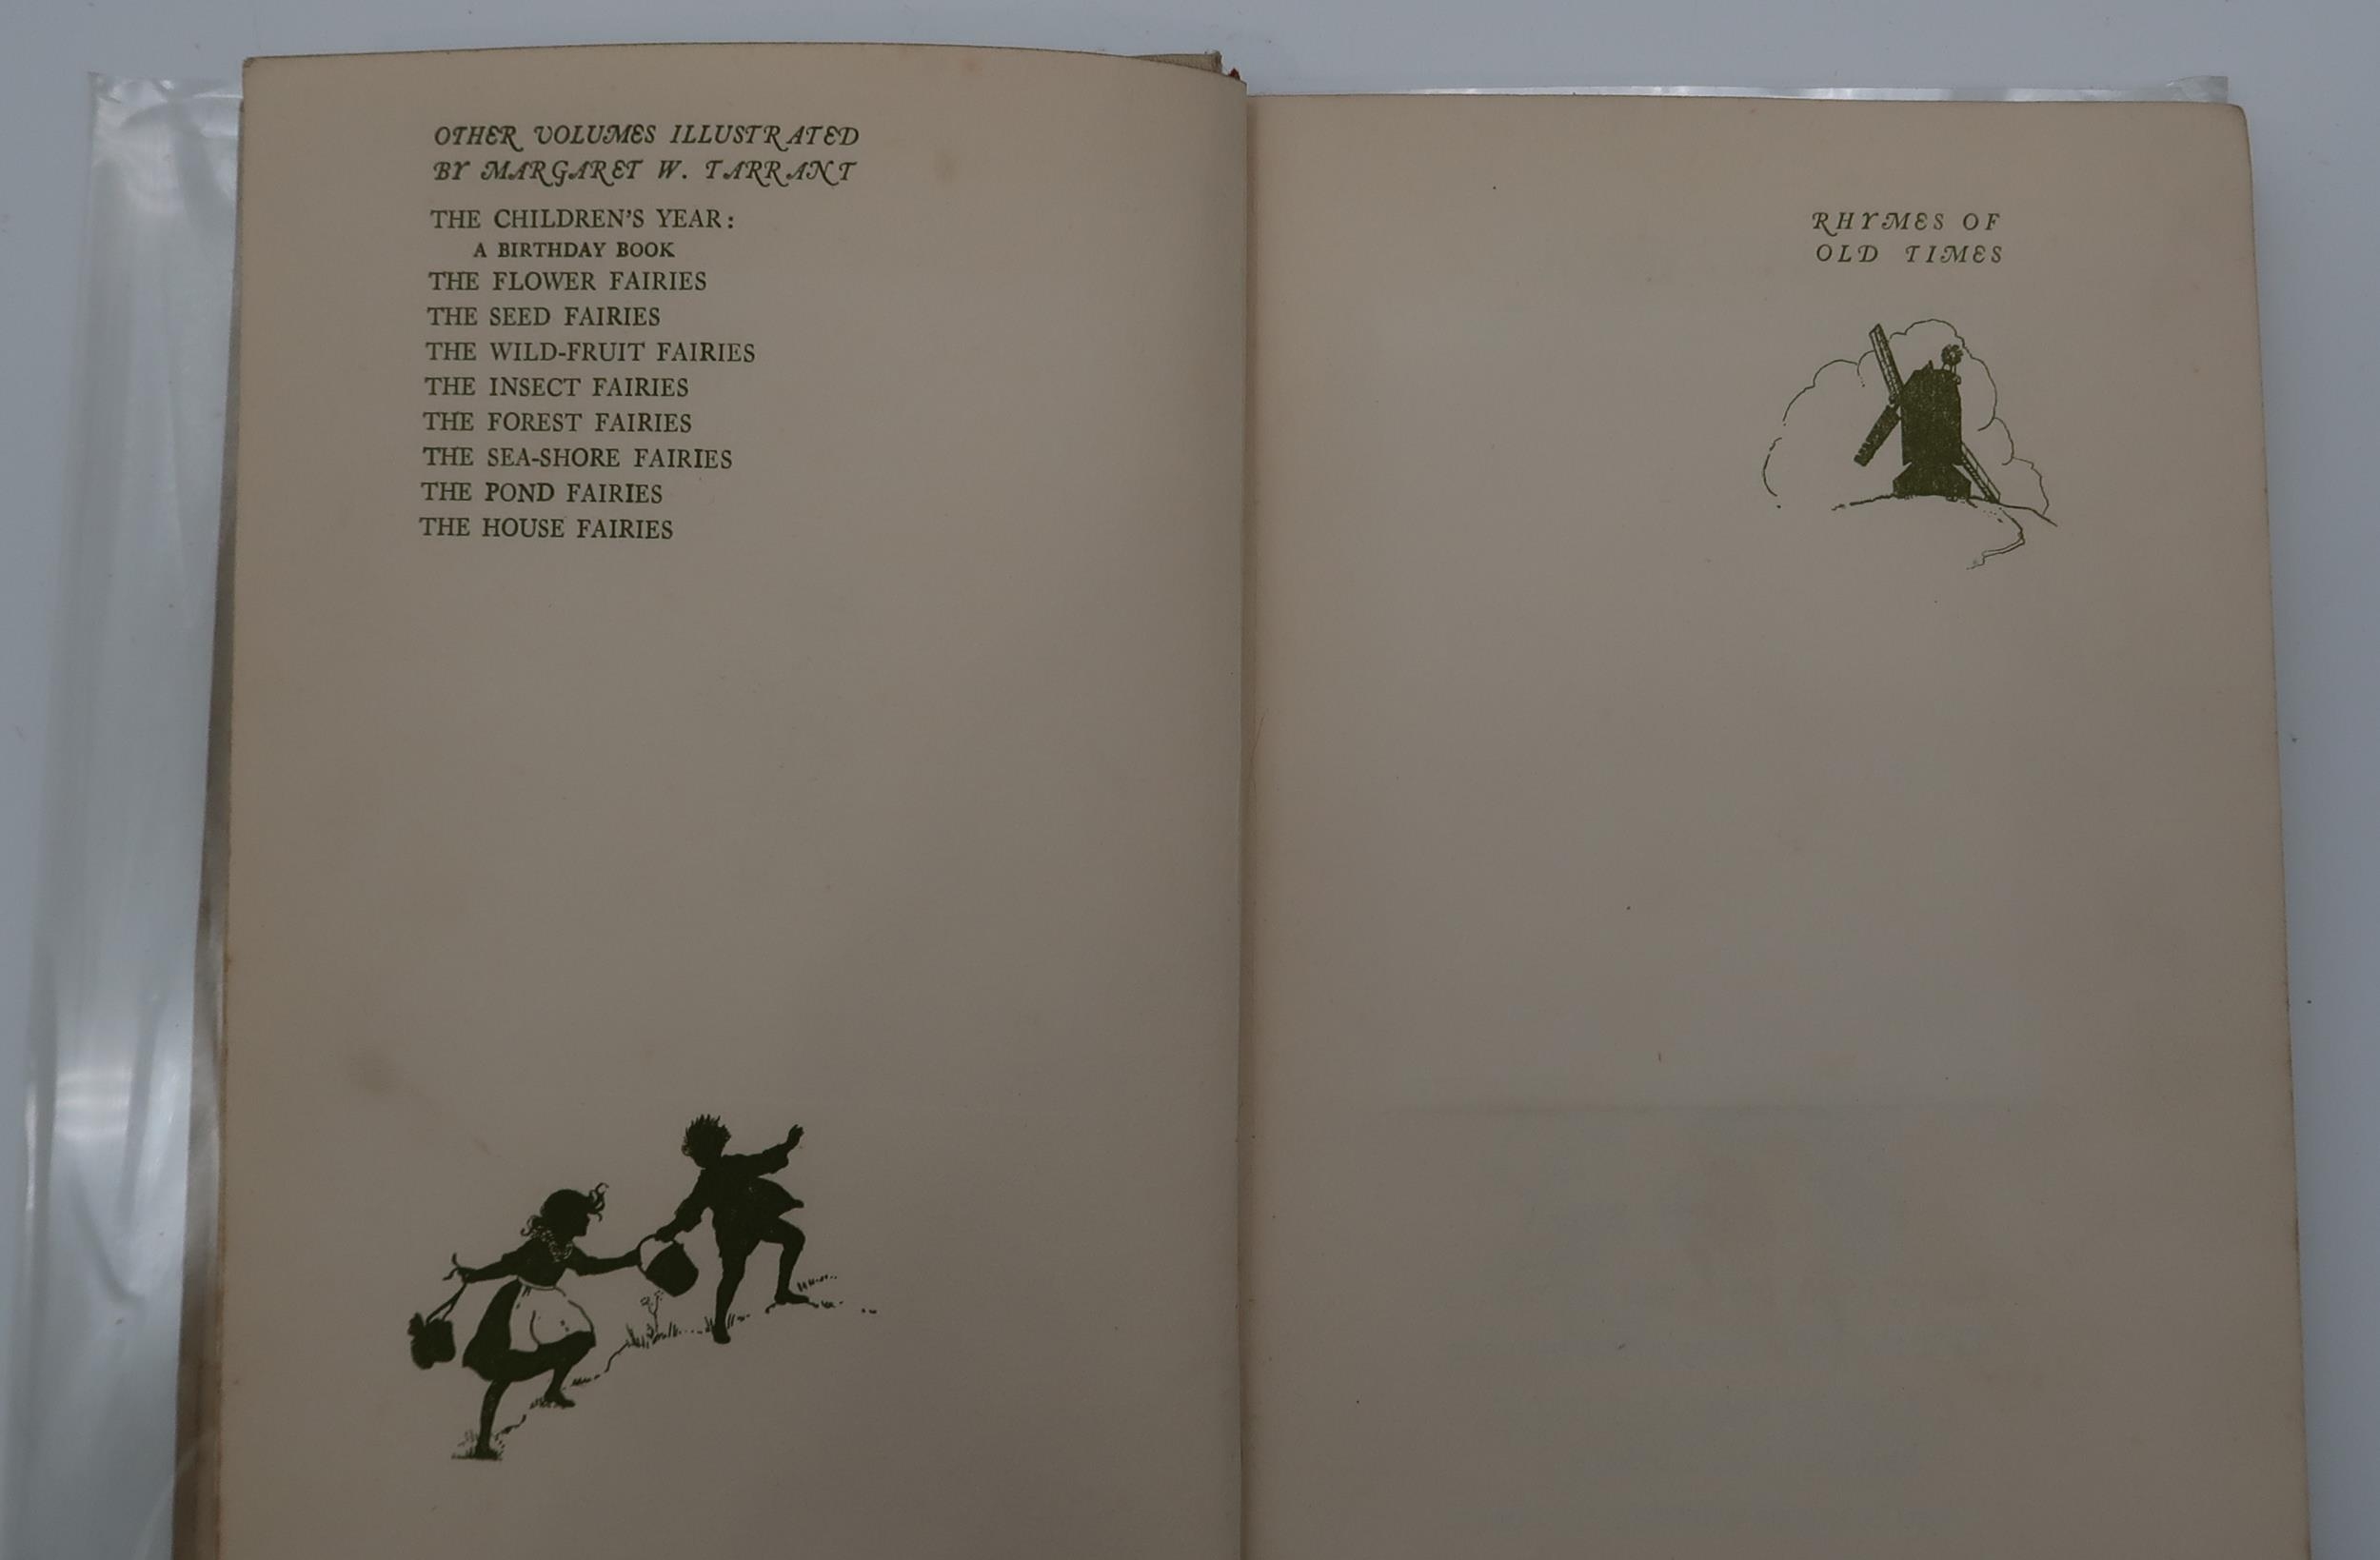 OTHER VOLUMES ILLUSTRATED
BY MARGARET W. TARRANT
THE CHILDREN'S YEAR:
A BIRTHDAY BOOK
THE FLOWER FAIRIES
THE SEED FAIRIES
THE WILD-FRUIT FAIRIES
THE INSECT FAIRIES
THE FOREST FAIRIES
THE SEA-SHORE FAIRIES
THE POND FAIRIES
THE HOUSE FAIRIES
RHYMES OF
OLD TIMES